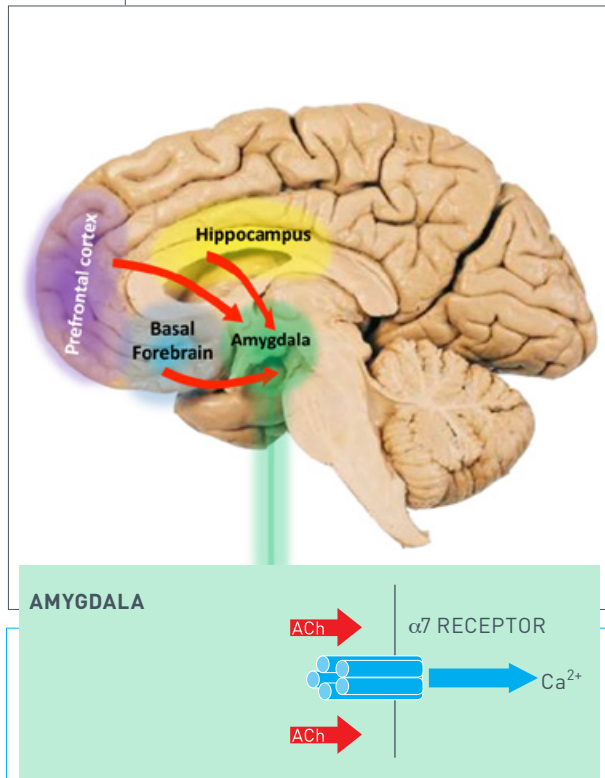 Prefrontal cortex
Hippocampus
Basal
Forebrain
Amygdala
AMYGDALA
ACh
α7 RECEPTOR
Ca²⁺
ACh